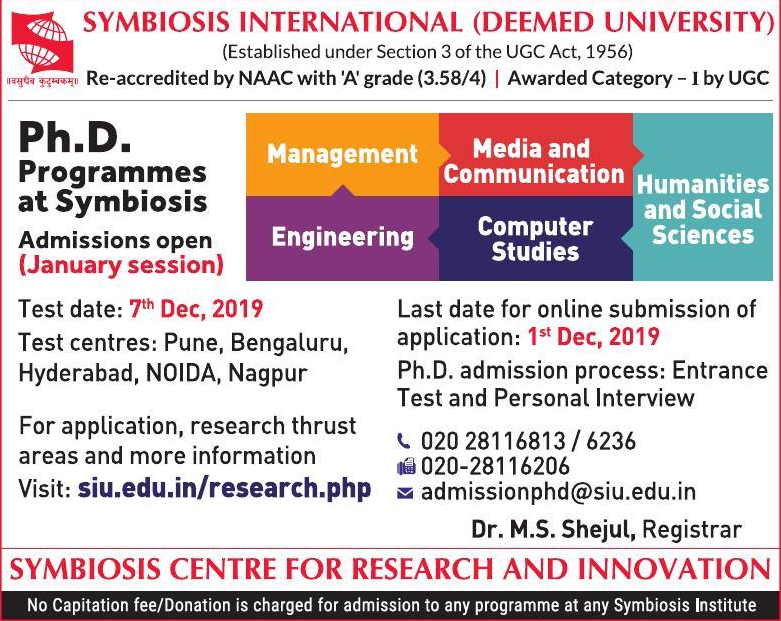 SYMBIOSIS INTERNATIONAL (DEEMED UNIVERSITY)
(Established under Section 3 of the UGC Act, 1956)
Re-accredited by NAAC with 'A' grade (3.58/4) | Awarded Category – I by UGC
॥वसुधैव कुटुम्बकम्॥
Ph.D.
Programmes
at Symbiosis
Admissions open
(January session)
Management
Media and
Communication
Humanities
and Social
Sciences
Engineering
Computer
Studies
Test date: 7th Dec, 2019
Test centres: Pune, Bengaluru,
Hyderabad, NOIDA, Nagpur
For application, research thrust
areas and more information
Visit: siu.edu.in/research.php
Last date for online submission of
application: 1st Dec, 2019
Ph.D. admission process: Entrance
Test and Personal Interview
020 28116813 / 6236
020-28116206
admissionphd@siu.edu.in
Dr. M.S. Shejul, Registrar
SYMBIOSIS CENTRE FOR RESEARCH AND INNOVATION
No Capitation fee/Donation is charged for admission to any programme at any Symbiosis Institute